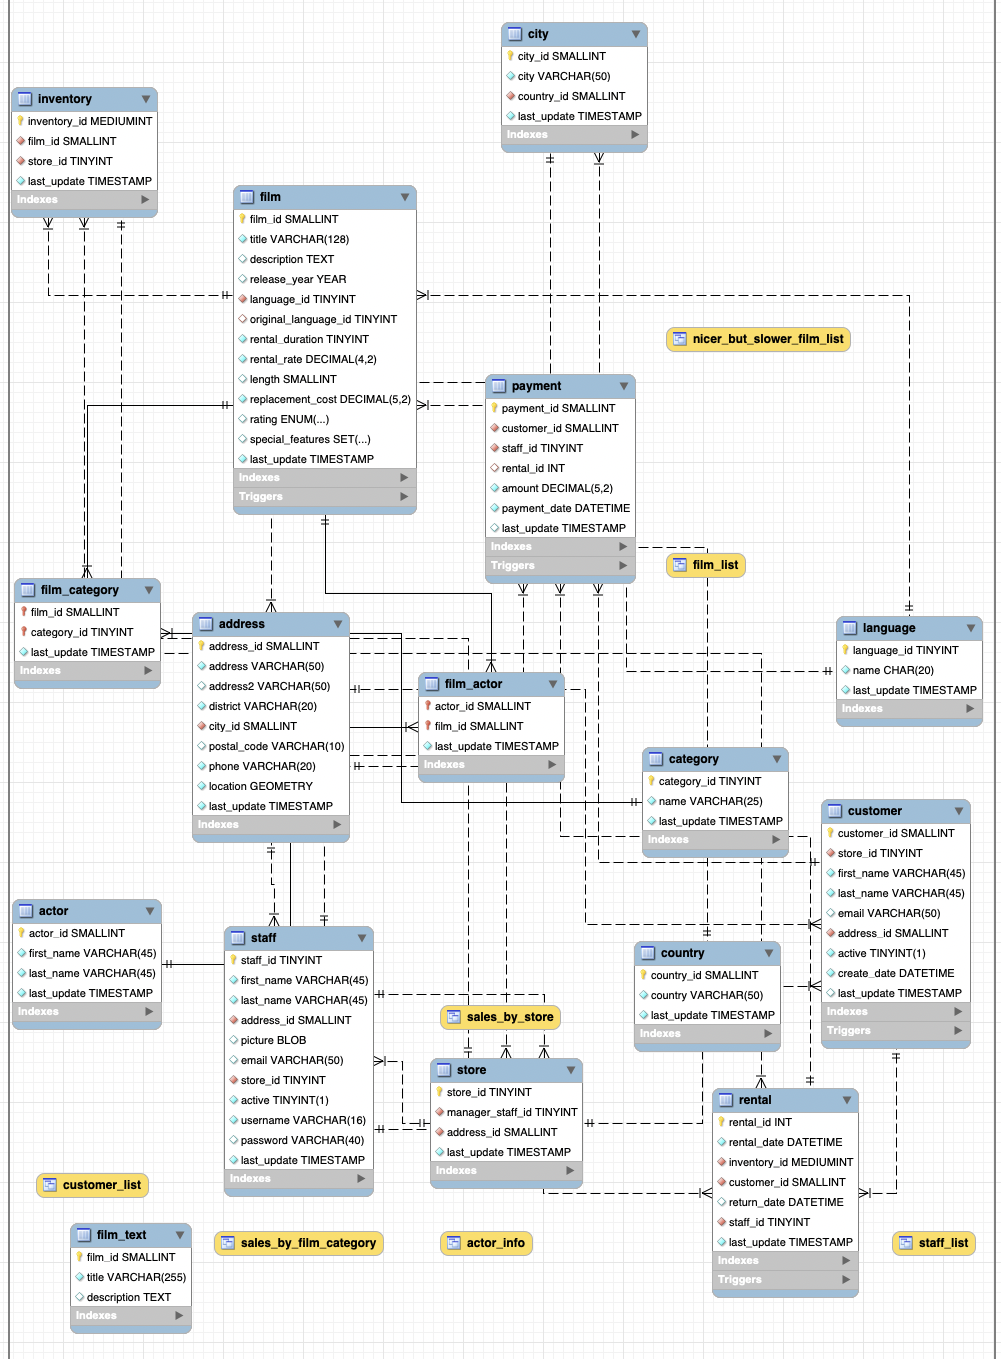 city
city_id SMALLINT
city VARCHAR(50)
country_id SMALLINT
last_update TIMESTAMP
Indexes
inventory
inventory_id MEDIUMINT
film_id SMALLINT
store_id TINYINT
last_update TIMESTAMP
Indexes
film
film_id SMALLINT
title VARCHAR(128)
description TEXT
release_year YEAR
language_id TINYINT
original_language_id TINYINT
rental_duration TINYINT
rental_rate DECIMAL(4,2)
length SMALLINT
replacement_cost DECIMAL(5,2)
rating ENUM(...)
special_features SET(...)
last_update TIMESTAMP
Indexes
Triggers
nicer_but_slower_film_list
payment
payment_id SMALLINT
customer_id SMALLINT
staff_id TINYINT
rental_id INT
amount DECIMAL(5,2)
payment_date DATETIME
last_update TIMESTAMP
Indexes
Triggers
film_list
film_category
film_id SMALLINT
category_id TINYINT
last_update TIMESTAMP
Indexes
address
address_id SMALLINT
address VARCHAR(50)
address2 VARCHAR(50)
district VARCHAR(20)
city_id SMALLINT
postal_code VARCHAR(10)
phone VARCHAR(20)
location GEOMETRY
last_update TIMESTAMP
Indexes
language
language_id TINYINT
name CHAR(20)
last_update TIMESTAMP
Indexes
film_actor
actor_id SMALLINT
film_id SMALLINT
last_update TIMESTAMP
Indexes
category
category_id TINYINT
name VARCHAR(25)
last_update TIMESTAMP
Indexes
customer
customer_id SMALLINT
store_id TINYINT
first_name VARCHAR(45)
last_name VARCHAR(45)
email VARCHAR(50)
address_id SMALLINT
active TINYINT(1)
create_date DATETIME
last_update TIMESTAMP
Indexes
Triggers
actor
actor_id SMALLINT
first_name VARCHAR(45)
last_name VARCHAR(45)
last_update TIMESTAMP
Indexes
staff
staff_id TINYINT
first_name VARCHAR(45)
last_name VARCHAR(45)
address_id SMALLINT
picture BLOB
email VARCHAR(50)
store_id TINYINT
active TINYINT(1)
username VARCHAR(16)
password VARCHAR(40)
last_update TIMESTAMP
Indexes
country
country_id SMALLINT
country VARCHAR(50)
last_update TIMESTAMP
Indexes
sales_by_store
store
store_id TINYINT
manager_staff_id TINYINT
address_id SMALLINT
last_update TIMESTAMP
Indexes
rental
rental_id INT
rental_date DATETIME
inventory_id MEDIUMINT
customer_id SMALLINT
return_date DATETIME
staff_id TINYINT
last_update TIMESTAMP
Indexes
Triggers
customer_list
film_text
film_id SMALLINT
title VARCHAR(255)
description TEXT
Indexes
sales_by_film_category
actor_info
staff_list